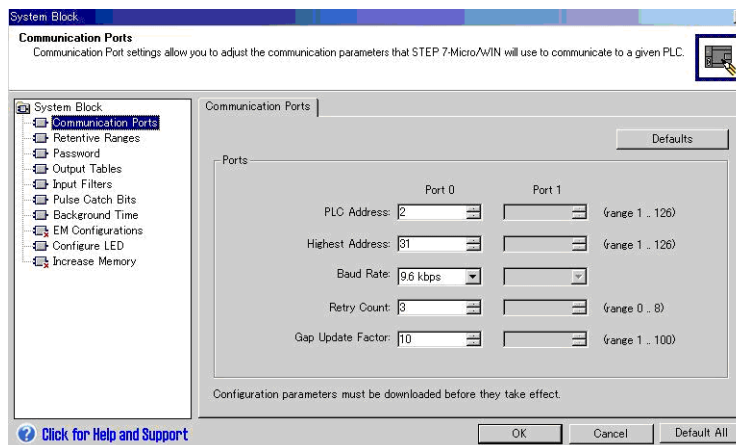 System Block
Communication Ports
Communication Port settings allow you to adjust the communication parameters that STEP 7-Micro/WIN will use to communicate to a given PLC.
System Block
Communication Ports
Retentive Ranges
Password
Output Tables
Input Filters
Pulse Catch Bits
Background Time
EM Configurations
Configure LED
Increase Memory
Communication Ports
Defaults
Ports
Port 0 Port 1
PLC Address: 2 (range 1 .. 126)
Highest Address: 31 (range 1 .. 126)
Baud Rate: 9.6 kbps
Retry Count: 3 (range 0 .. 8)
Gap Update Factor: 10 (range 1 .. 100)
Configuration parameters must be downloaded before they take effect.
Click for Help and Support OK Cancel Default All